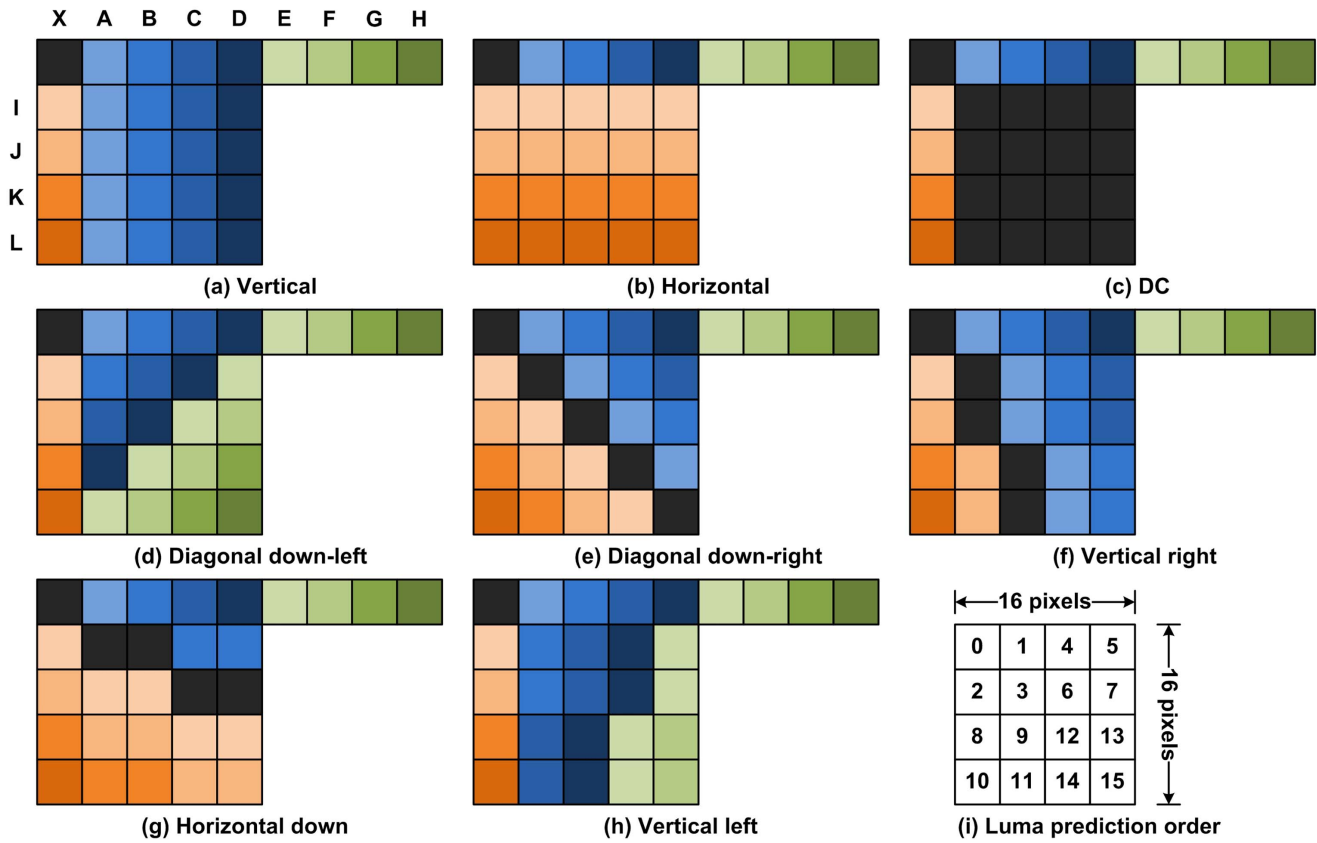 X A B C D E F G H
I
J
K
L
(a) Vertical
(b) Horizontal
(c) DC
(d) Diagonal down-left
(e) Diagonal down-right
(f) Vertical right
16 pixels
0 1 4 5
2 3 6 7
8 9 12 13
10 11 14 15
16 pixels
(g) Horizontal down
(h) Vertical left
(i) Luma prediction order